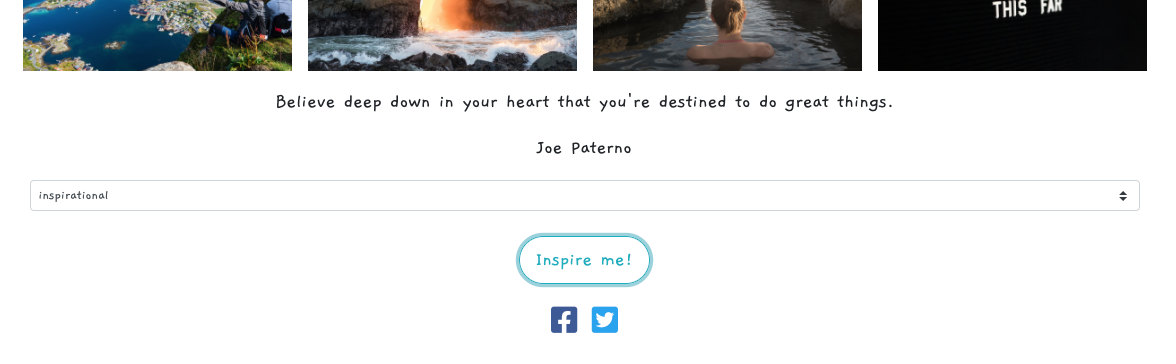 THIS FAR
Believe deep down in your heart that you're destined to do great things.
Joe Paterno
inspirational
Inspire me!